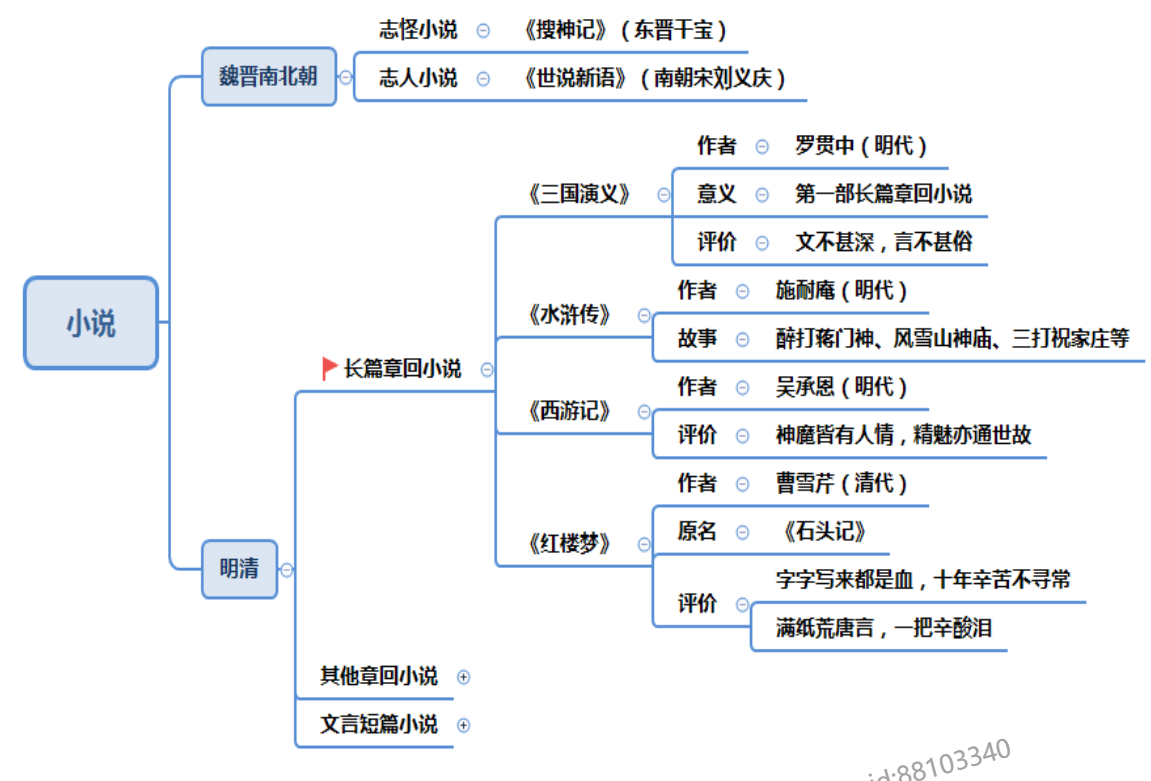 小说
魏晋南北朝
志怪小说
《搜神记》（东晋干宝）
志人小说
《世说新语》（南朝宋刘义庆）
明清
长篇章回小说
《三国演义》
作者
罗贯中（明代）
意义
第一部长篇章回小说
评价
文不甚深，言不甚俗
《水浒传》
作者
施耐庵（明代）
故事
醉打蒋门神、风雪山神庙、三打祝家庄等
《西游记》
作者
吴承恩（明代）
评价
神魔皆有人情，精魅亦通世故
《红楼梦》
作者
曹雪芹（清代）
原名
《石头记》
评价
字字写来都是血，十年辛苦不寻常
满纸荒唐言，一把辛酸泪
其他章回小说
文言短篇小说
id:88103340